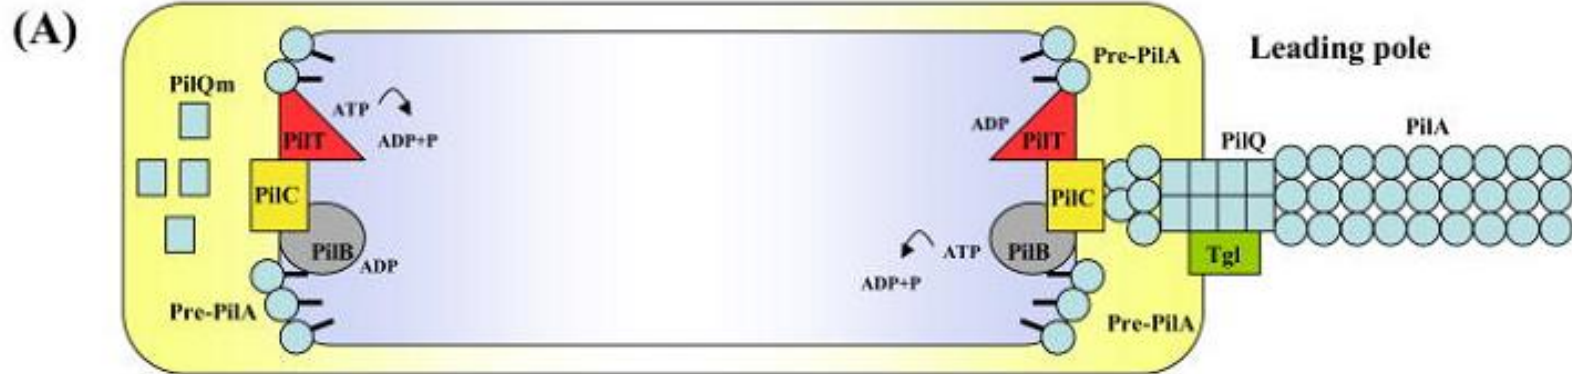 (A)
Leading pole
Pre-PilA
PilQm
ATP
ADP+P
PilT
ADP
PilT
PilQ
PilA
PilC
PilC
PilB
ADP
ATP
ADP+P
PilB
Tgl
Pre-PilA
Pre-PilA